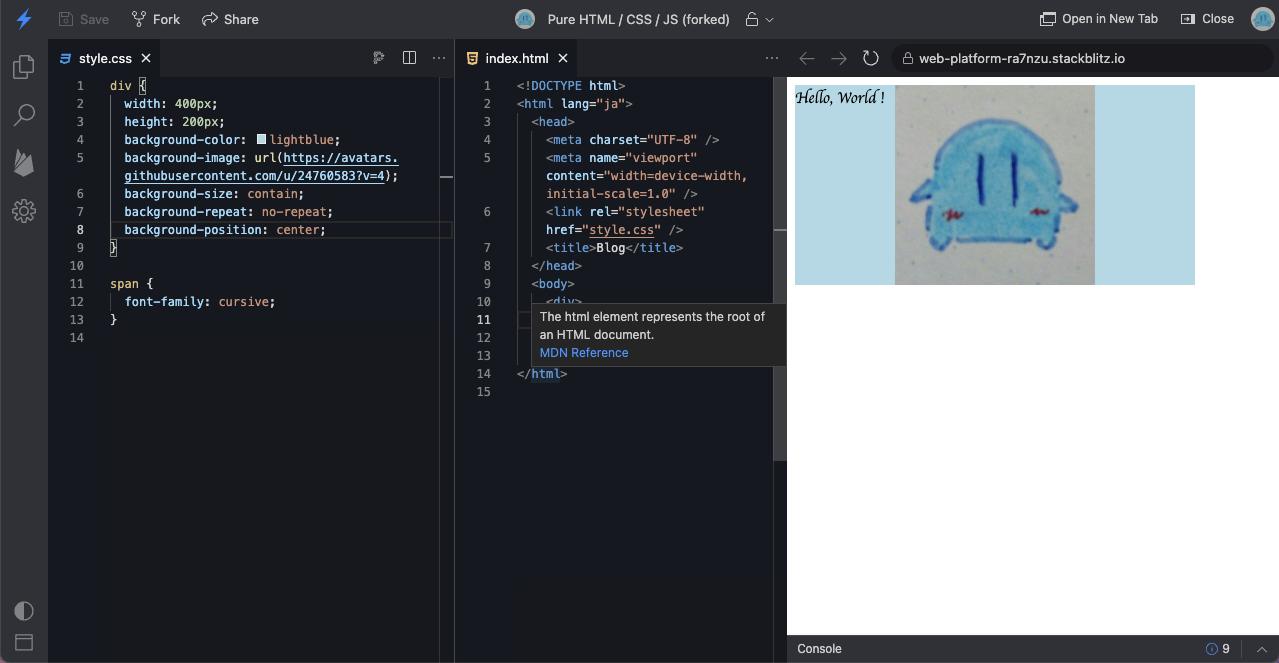 Save Fork Share Pure HTML / CSS / JS (forked) Open in New Tab Close
style.css
1 div {
2 width: 400px;
3 height: 200px;
4 background-color: lightblue;
5 background-image: url(https://avatars.
githubusercontent.com/u/24760583?v=4);
6 background-size: contain;
7 background-repeat: no-repeat;
8 background-position: center;
9 }
10
11 span {
12 font-family: cursive;
13 }
14
index.html
1 <!DOCTYPE html>
2 <html lang="ja">
3 <head>
4 <meta charset="UTF-8" />
5 <meta name="viewport"
content="width=device-width,
initial-scale=1.0" />
6 <link rel="stylesheet"
href="style.css" />
7 <title>Blog</title>
8 </head>
9 <body>
10 <div>
11
12
13
The html element represents the root of
an HTML document.
MDN Reference
14 </html>
15
web-platform-ra7nzu.stackblitz.io
Hello, World !
Console 9